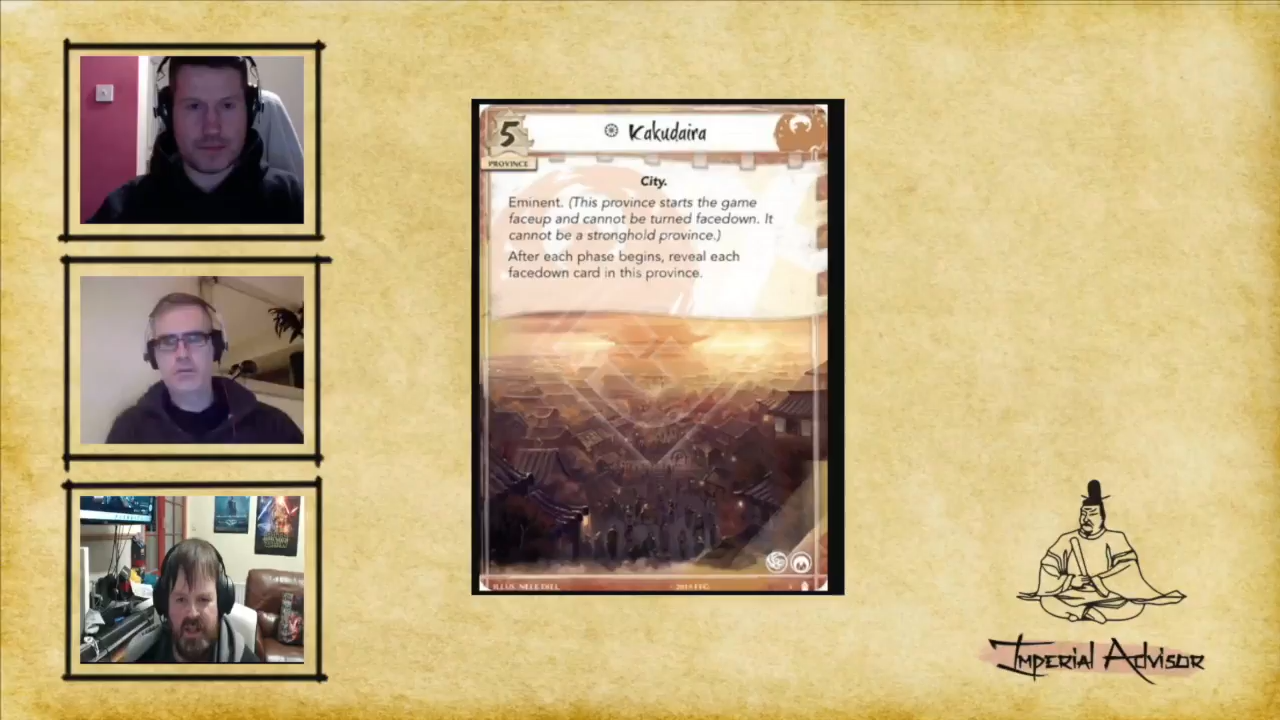 5
Kakudaira
PROVINCE
City.
Eminent. (This province starts the game
faceup and cannot be turned facedown. It
cannot be a stronghold province.)
After each phase begins, reveal each
facedown card in this province.
Imperial Advisor